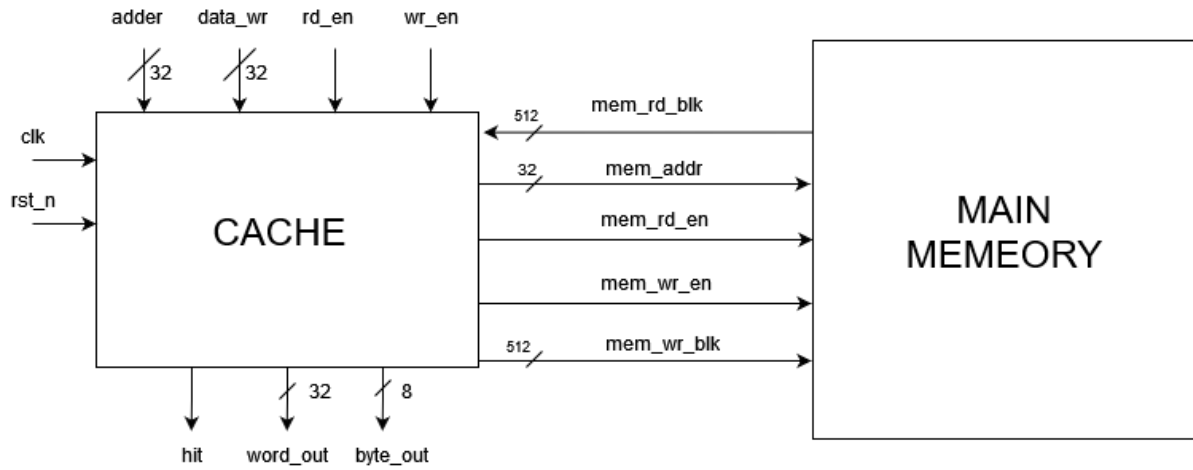 adder data_wr rd_en wr_en
32 32
512 mem_rd_blk
clk
32 mem_addr
rst_n
mem_rd_en
CACHE
MAIN
MEMEORY
mem_wr_en
512 mem_wr_blk
32 8
hit word_out byte_out